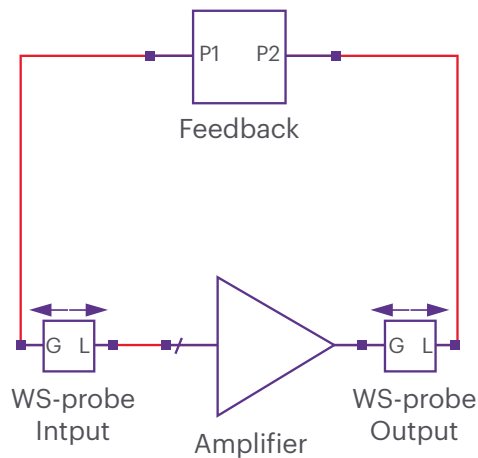 P1 P2
Feedback
G L
G L
WS-probe
Intput
WS-probe
Output
Amplifier